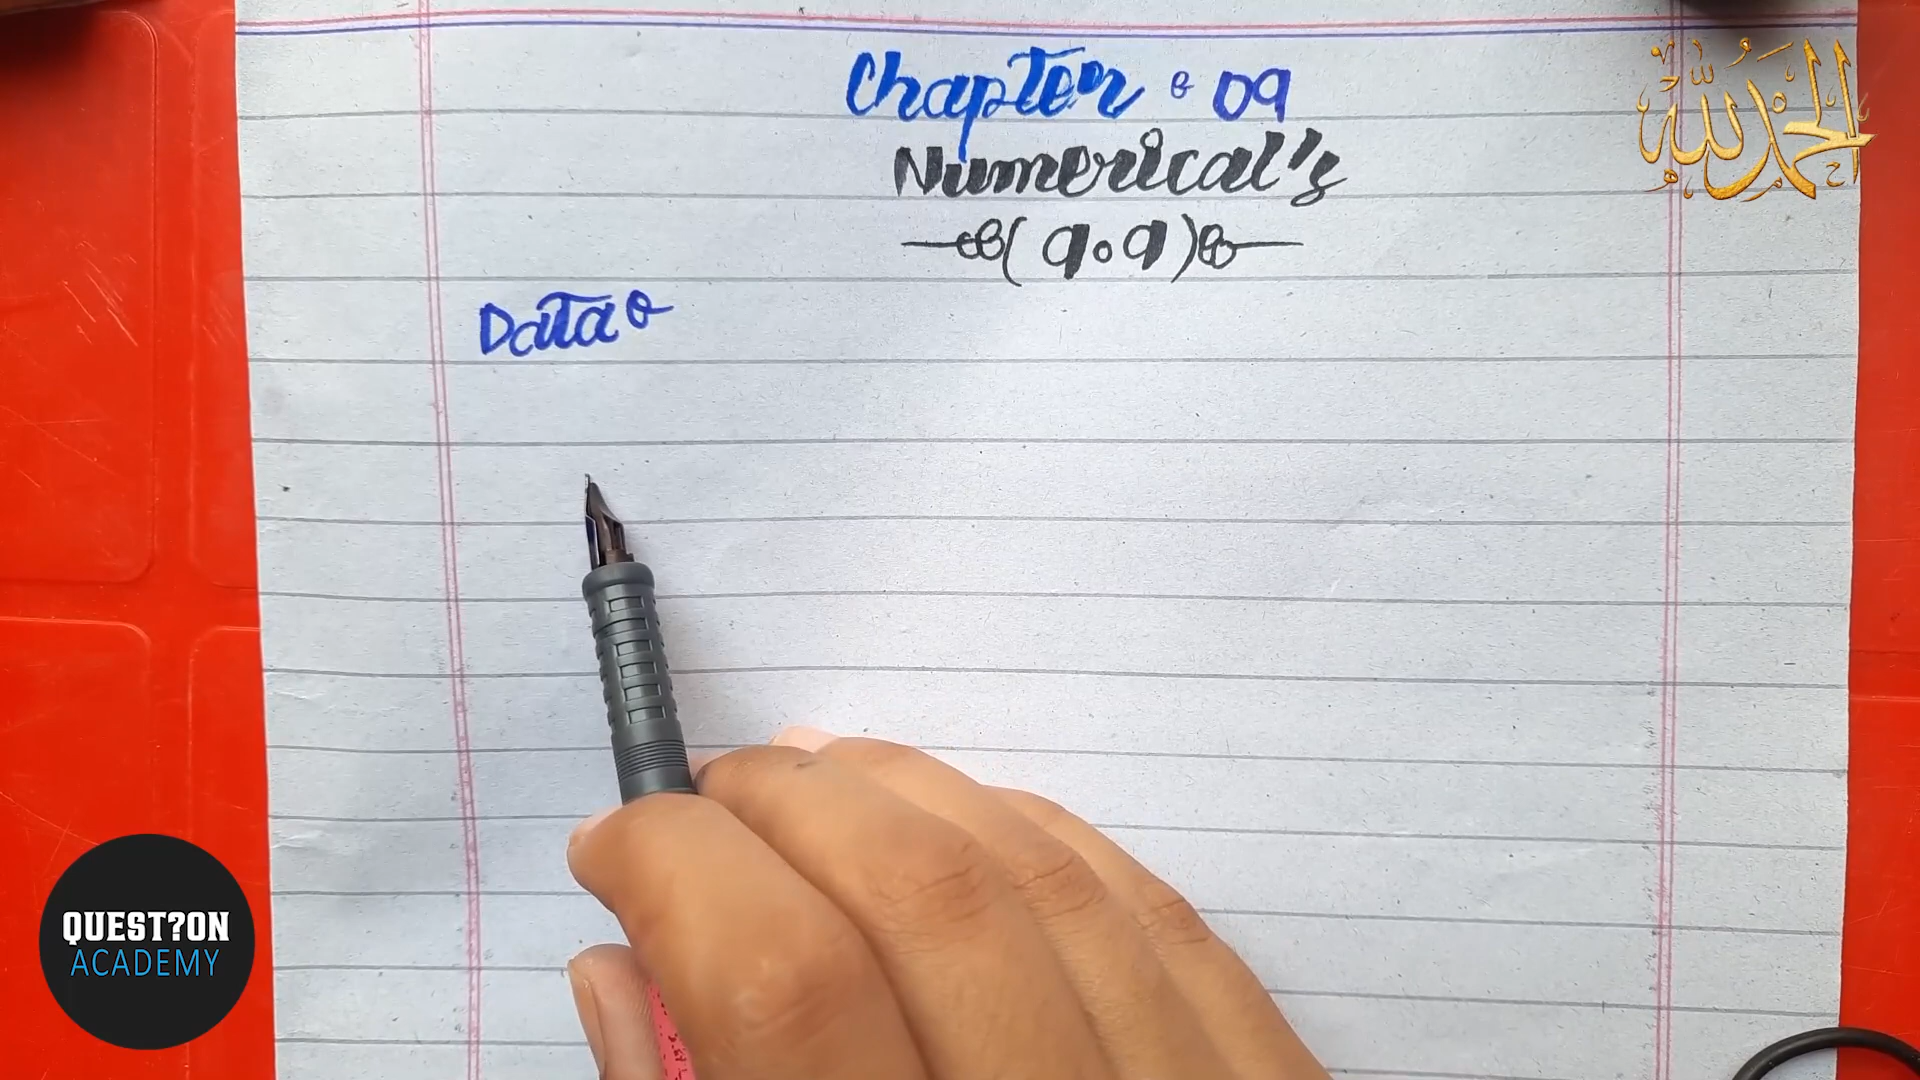 Chapter : 09
Numerical's
( 9.9 )
Data :-
الحمد لله
QUEST?ON
ACADEMY